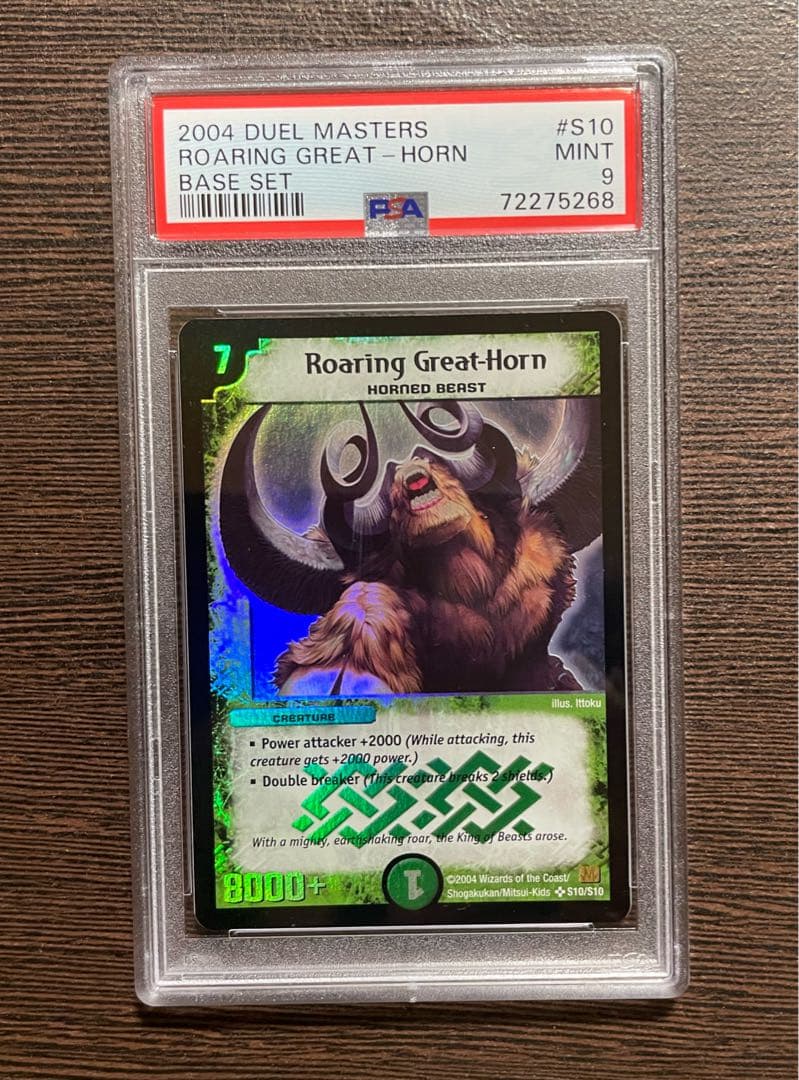 2004 DUEL MASTERS #S10
ROARING GREAT-HORN MINT
BASE SET 9
PSA 72275268
7 Roaring Great-Horn
HORNED BEAST
illus. Ittoku
CREATURE
▪ Power attacker +2000 (While attacking, this
creature gets +2000 power.)
▪ Double breaker (This creature breaks 2 shields.)
With a mighty, earthshaking roar, the King of Beasts arose.
8000+
1
©2004 Wizards of the Coast/
Shogakukan/Mitsui-Kids S10/S10